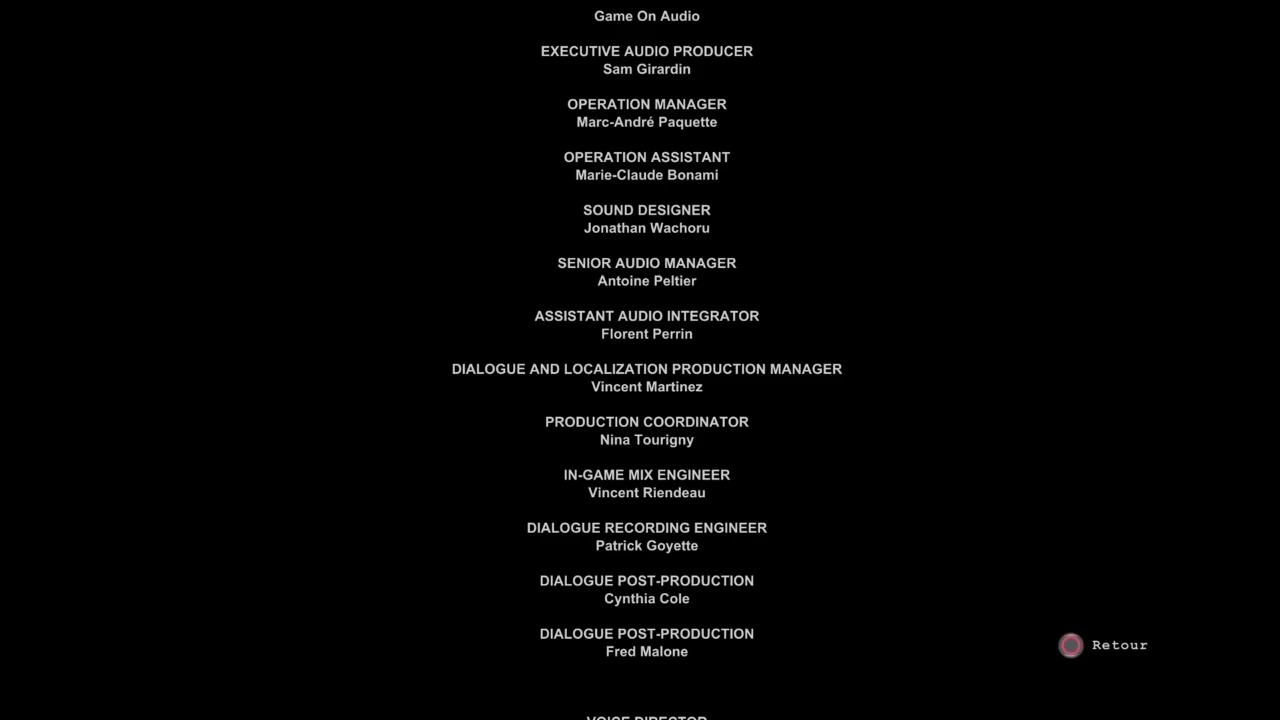 Game On Audio
EXECUTIVE AUDIO PRODUCER
Sam Girardin
OPERATION MANAGER
Marc-André Paquette
OPERATION ASSISTANT
Marie-Claude Bonami
SOUND DESIGNER
Jonathan Wachoru
SENIOR AUDIO MANAGER
Antoine Peltier
ASSISTANT AUDIO INTEGRATOR
Florent Perrin
DIALOGUE AND LOCALIZATION PRODUCTION MANAGER
Vincent Martinez
PRODUCTION COORDINATOR
Nina Tourigny
IN-GAME MIX ENGINEER
Vincent Riendeau
DIALOGUE RECORDING ENGINEER
Patrick Goyette
DIALOGUE POST-PRODUCTION
Cynthia Cole
DIALOGUE POST-PRODUCTION
Fred Malone
Retour
VOICE DIRECTOR